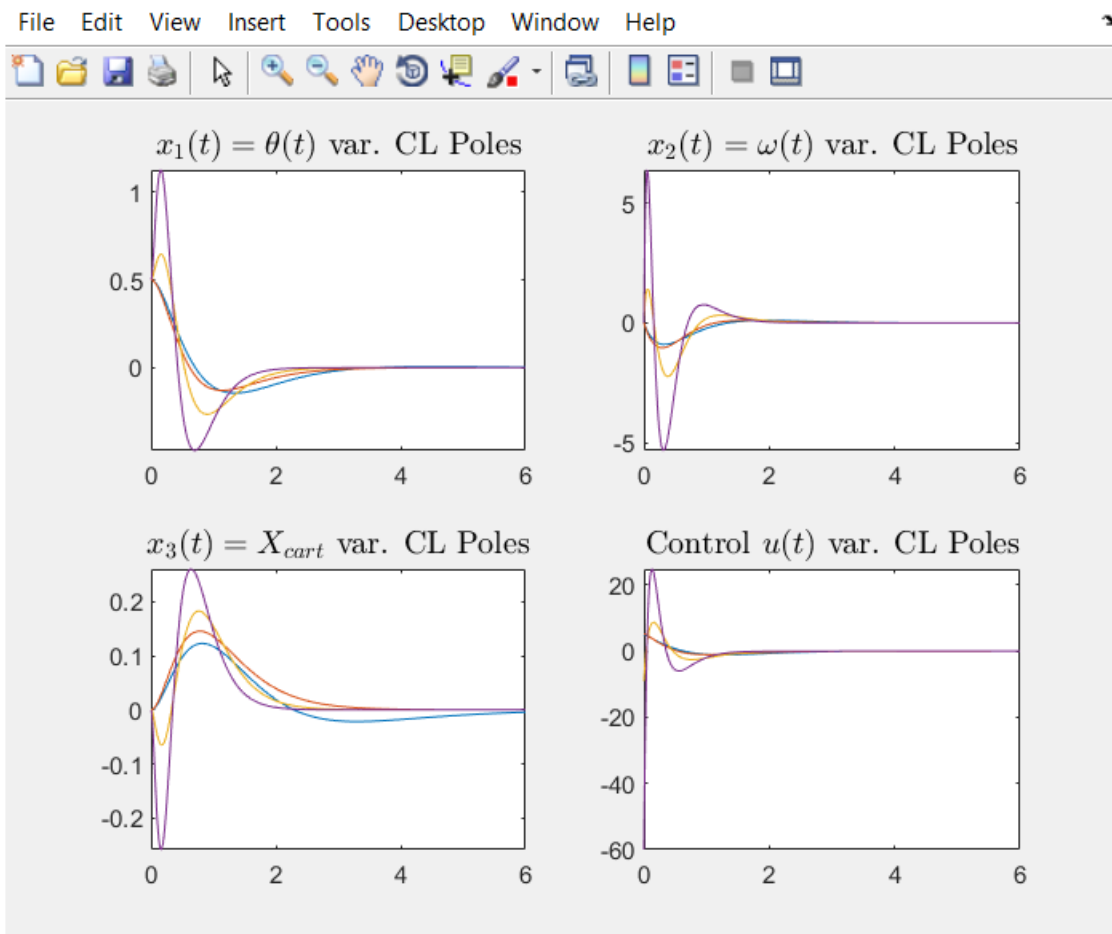 File Edit View Insert Tools Desktop Window Help
x₁(t) = θ(t) var. CL Poles
1
0.5
0
0 2 4 6
x₂(t) = ω(t) var. CL Poles
5
0
-5
0 2 4 6
x₃(t) = X_cart var. CL Poles
0.2
0.1
0
-0.1
-0.2
0 2 4 6
Control u(t) var. CL Poles
20
0
-20
-40
-60
0 2 4 6